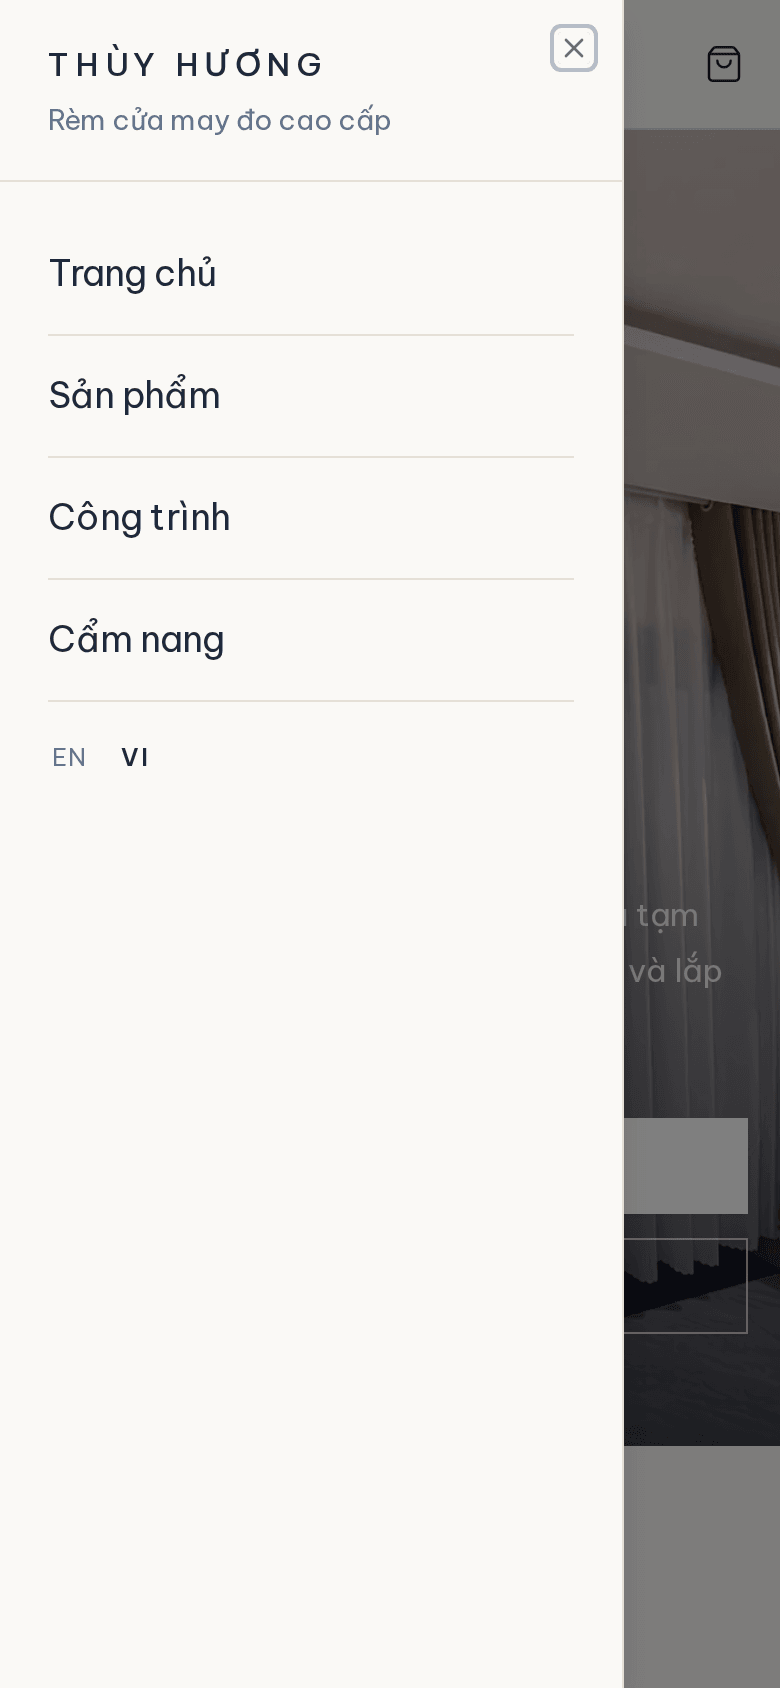 THÙY HƯƠNG
Rèm cửa may đo cao cấp
Trang chủ
Sản phẩm
Công trình
Cẩm nang
EN VI
tạm
và lắp